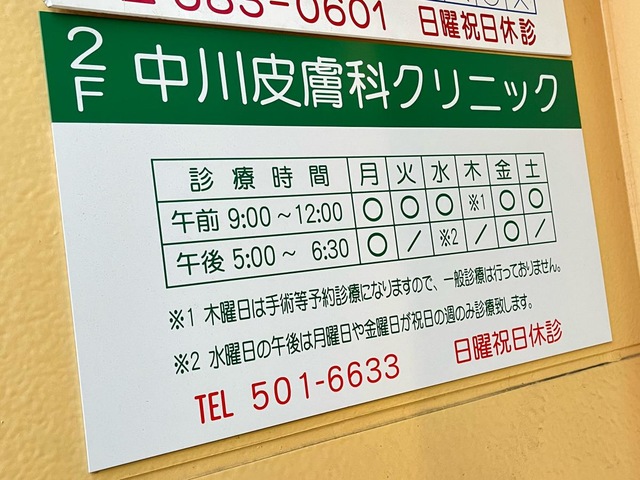 083-0601
日曜祝日休診
2F 中川皮膚科クリニック
診療時間 月 火 水 木 金 土
午前 9:00～12:00 ○ ○ ○ ※1 ○ ○
午後 5:00～ 6:30 ○ / ※2 / ○ /
※1 木曜日は手術等予約診療になりますので、一般診療は行っておりません。
※2 水曜日の午後は月曜日や金曜日が祝日の週のみ診療致します。
日曜祝日休診
TEL 501-6633